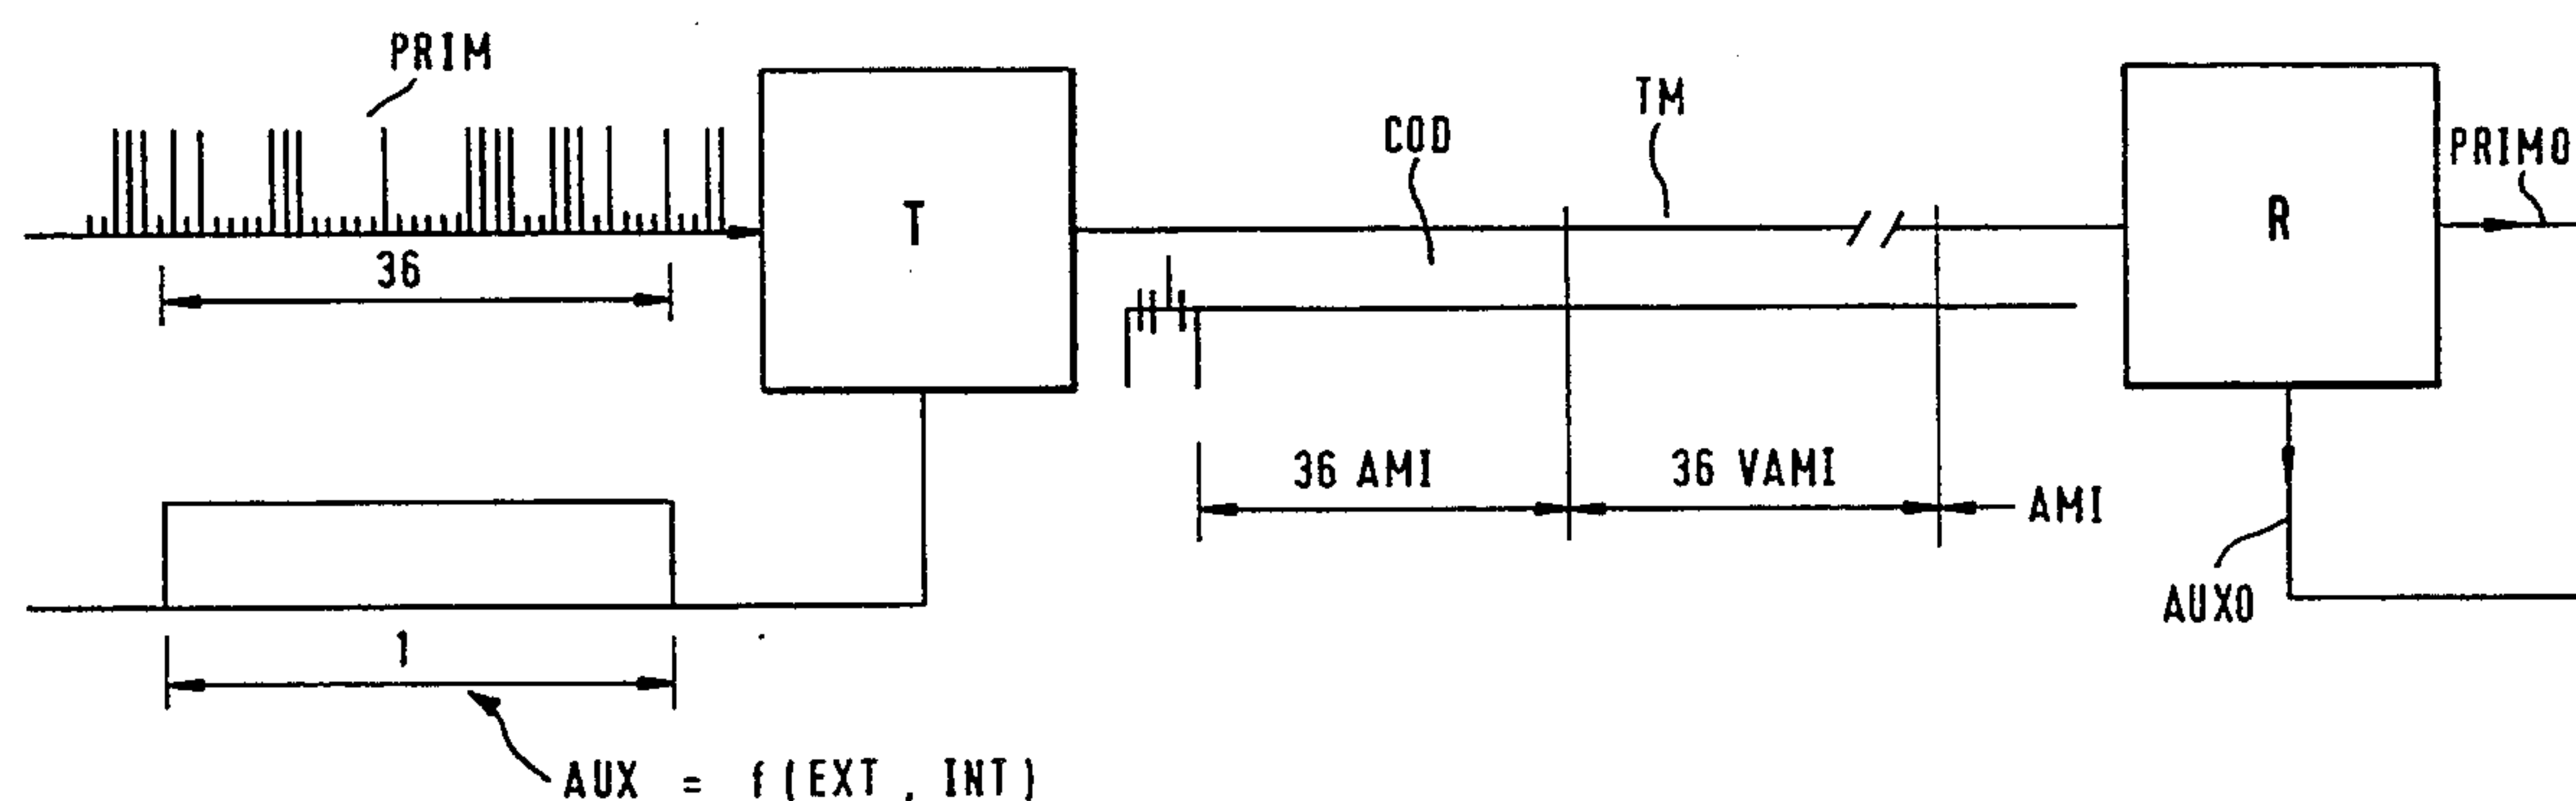 PRIM
TM
COD
PRIMO
T
R
36
36 AMI
36 VAMI
AMI
AUXO
1
AUX = f(EXT, INT)